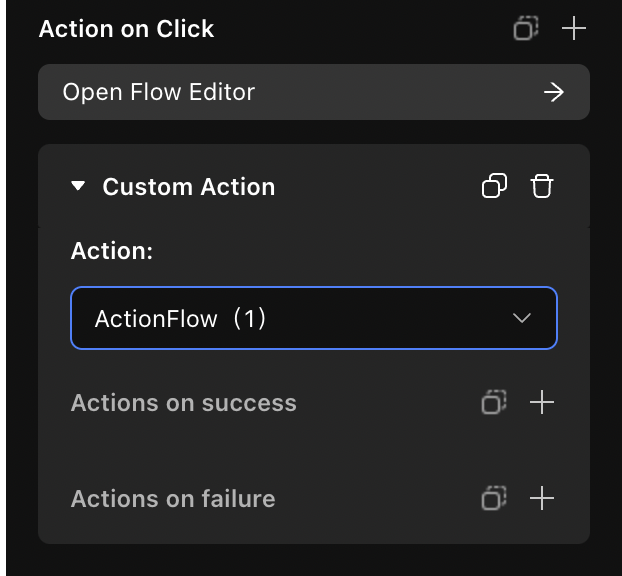 Action on Click
Open Flow Editor
Custom Action
Action:
ActionFlow（1）
Actions on success
Actions on failure